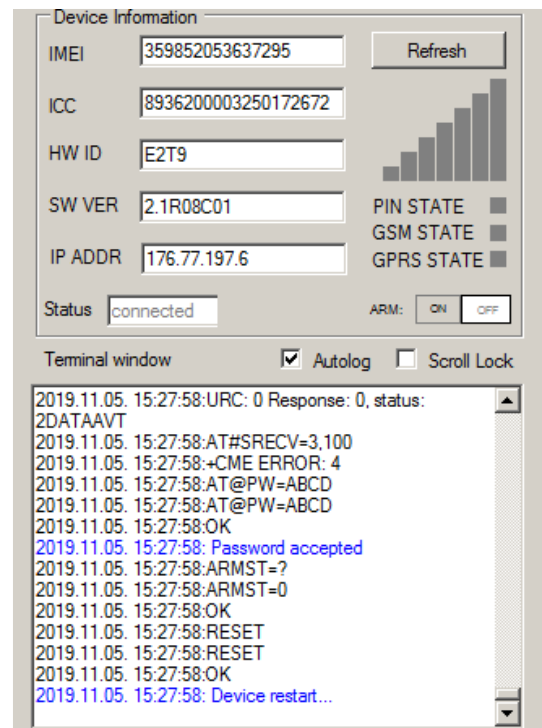 Device Information
IMEI 359852053637295 Refresh
ICC 8936200003250172672
HW ID E2T9
SW VER 2.1R08C01 PIN STATE
GSM STATE
IP ADDR 176.77.197.6 GPRS STATE
Status connected ARM: ON OFF
Terminal window Autolog Scroll Lock
2019.11.05. 15:27:58:URC: 0 Response: 0, status:
2DATAAVT
2019.11.05. 15:27:58:AT#SRECV=3,100
2019.11.05. 15:27:58:+CME ERROR: 4
2019.11.05. 15:27:58:AT@PW=ABCD
2019.11.05. 15:27:58:AT@PW=ABCD
2019.11.05. 15:27:58:OK
2019.11.05. 15:27:58: Password accepted
2019.11.05. 15:27:58:ARMST=?
2019.11.05. 15:27:58:ARMST=0
2019.11.05. 15:27:58:OK
2019.11.05. 15:27:58:RESET
2019.11.05. 15:27:58:RESET
2019.11.05. 15:27:58:OK
2019.11.05. 15:27:58: Device restart...